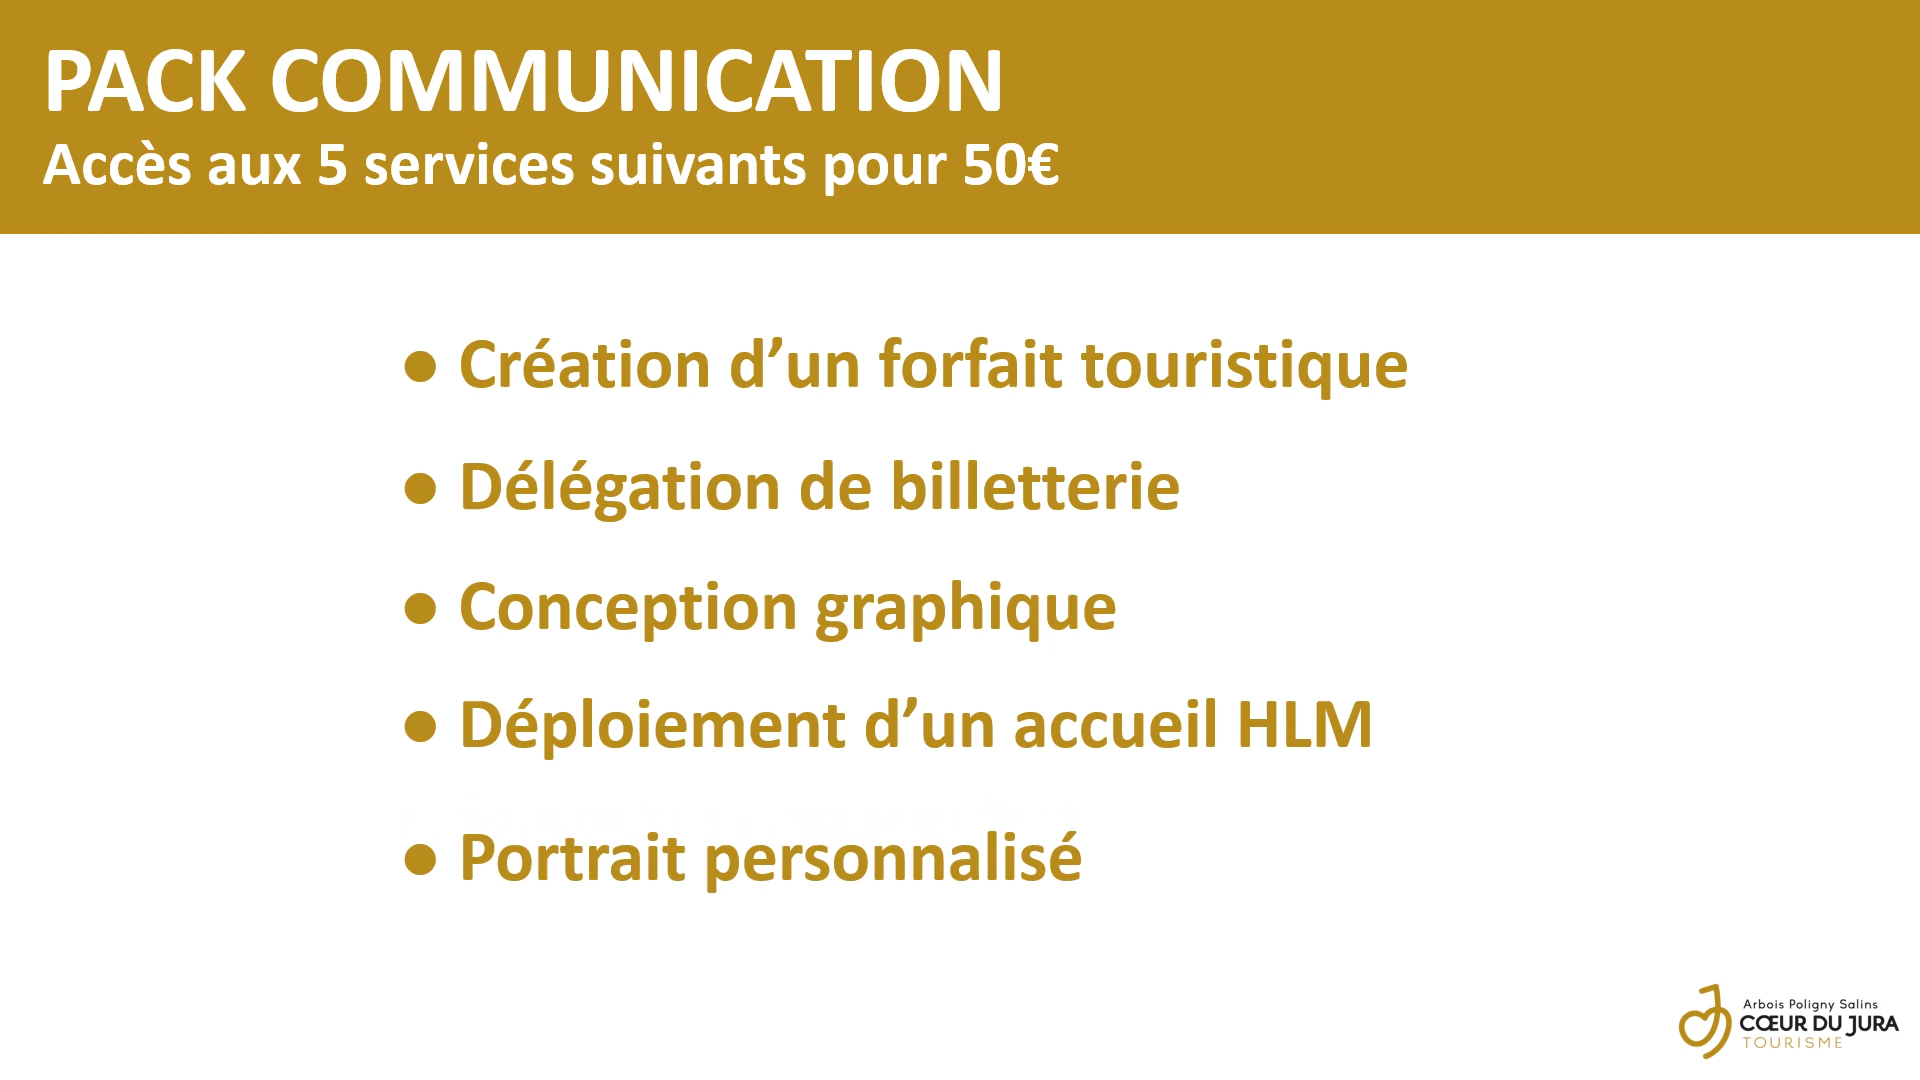 PACK COMMUNICATION
Accès aux 5 services suivants pour 50€
● Création d’un forfait touristique
● Délégation de billetterie
● Conception graphique
● Déploiement d’un accueil HLM
● Portrait personnalisé
Arbois Poligny Salins
CŒUR DU JURA
TOURISME